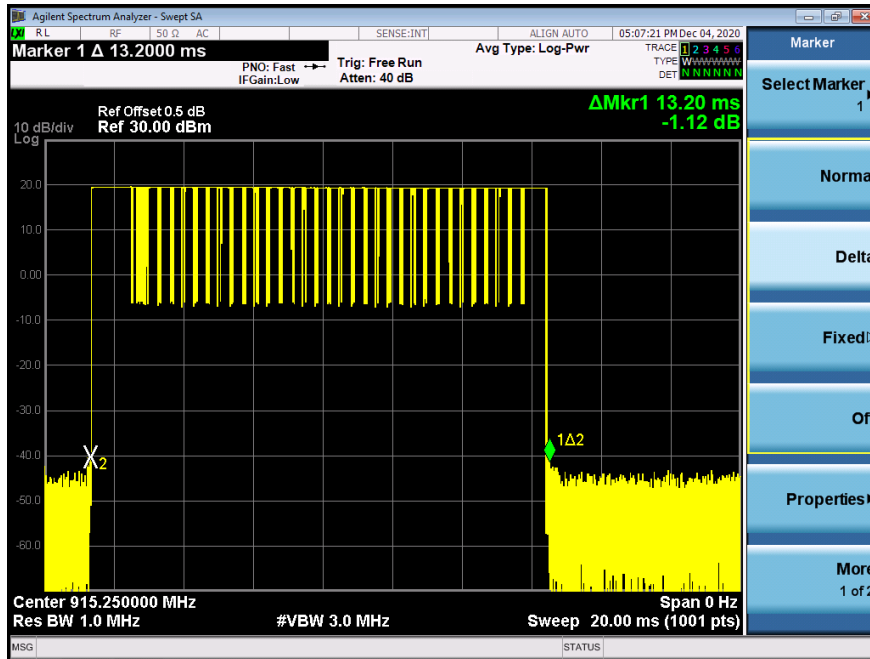 Agilent Spectrum Analyzer - Swept SA
LXI RL RF 50 Ω AC SENSE:INT ALIGN AUTO 05:07:21 PM Dec 04, 2020
Marker 1 Δ 13.2000 ms
PNO: Fast
IFGain:Low
Trig: Free Run
Atten: 40 dB
Avg Type: Log-Pwr
TRACE 1 2 3 4 5 6
TYPE WWWWWW
DET N N N N N N
ΔMkr1 13.20 ms
-1.12 dB
Ref Offset 0.5 dB
10 dB/div Ref 30.00 dBm
Log
20.0
10.0
0.00
-10.0
-20.0
-30.0
-40.0
-50.0
-60.0
2
1Δ2
Center 915.250000 MHz Span 0 Hz
Res BW 1.0 MHz #VBW 3.0 MHz Sweep 20.00 ms (1001 pts)
MSG STATUS
Marker
Select Marker
1
Norma
Delta
Fixed
Of
Properties
More
1 of 2